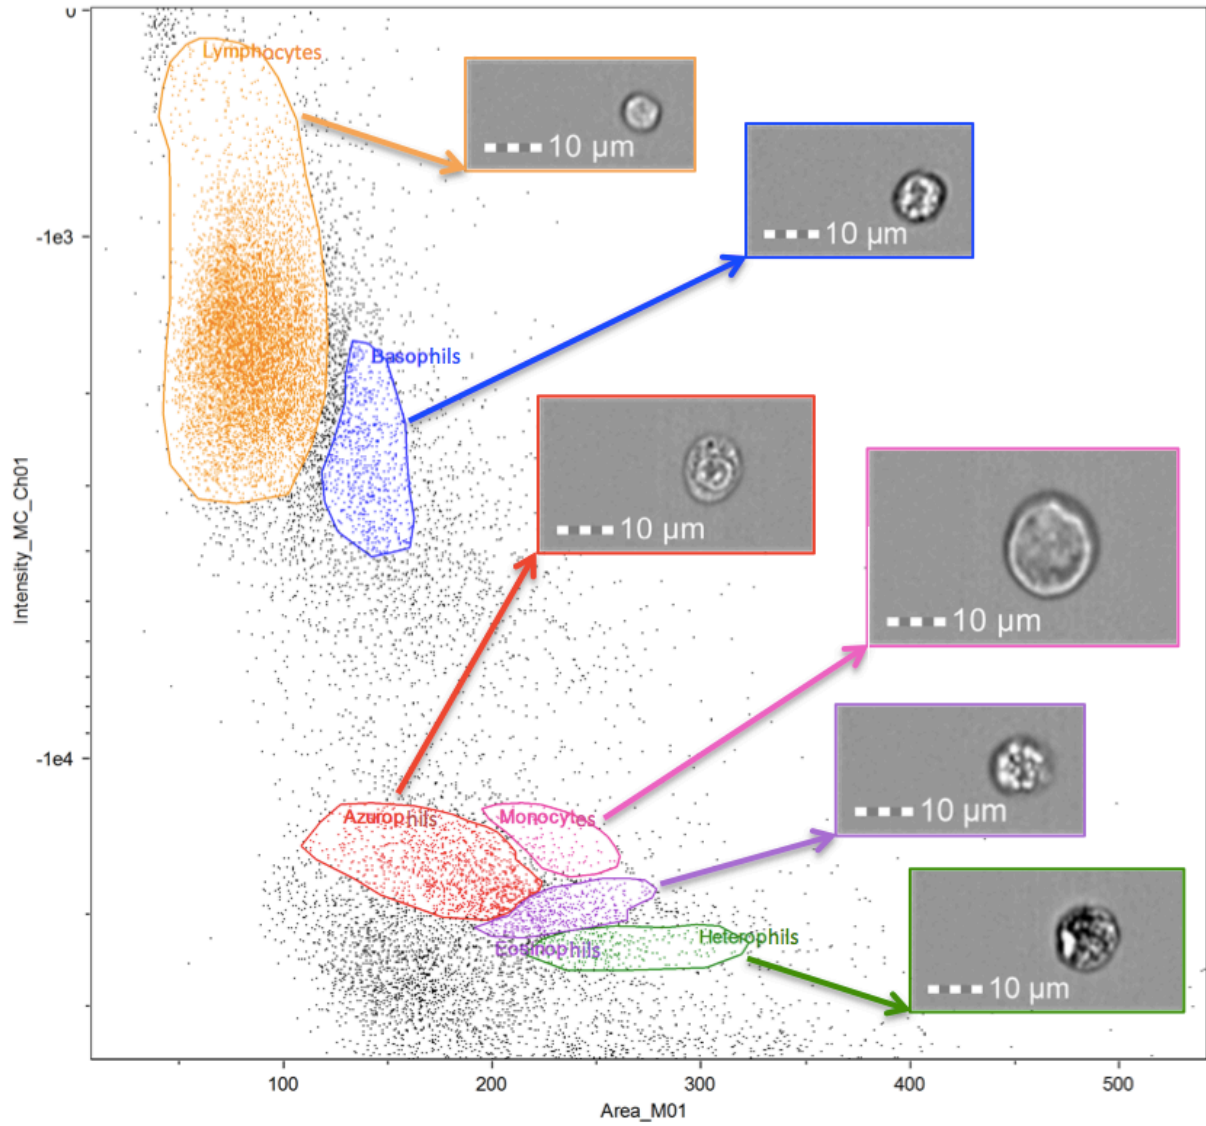 0
Lymphocytes
10 µm
10 µm
-1e3
Basophils
10 µm
10 µm
Intensity_MC_Ch01
-1e4
10 µm
Azurophils
Monocytes
Heterophils
Eosinophils
10 µm
100
200
300
400
500
Area_M01